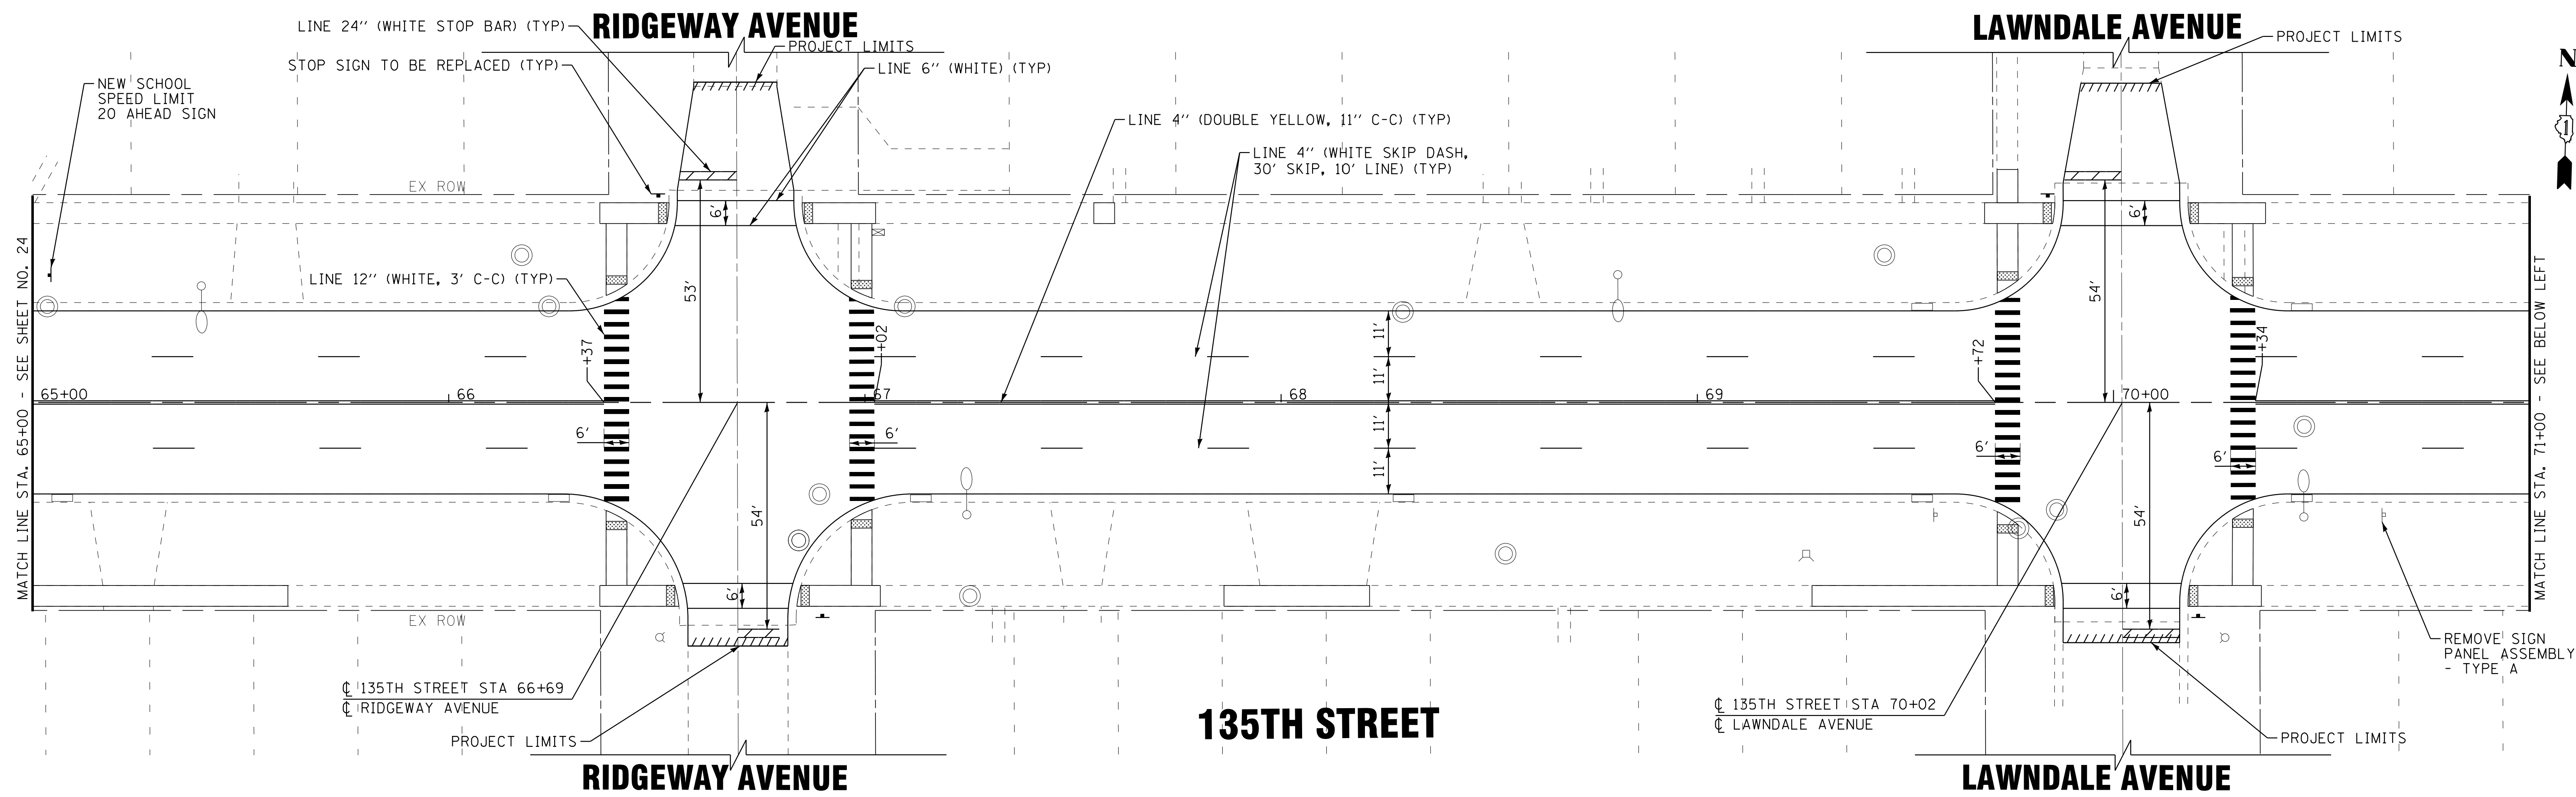 RIDGEWAY AVENUE
LAWNDALE AVENUE
LINE 24'' (WHITE STOP BAR) (TYP)
PROJECT LIMITS
PROJECT LIMITS
STOP SIGN TO BE REPLACED (TYP)
LINE 6'' (WHITE) (TYP)
N
1
NEW SCHOOL
SPEED LIMIT
20 AHEAD SIGN
LINE 4'' (DOUBLE YELLOW, 11'' C-C) (TYP)
LINE 4'' (WHITE SKIP DASH,
30' SKIP, 10' LINE) (TYP)
EX ROW
6'
6'
LINE 12'' (WHITE, 3' C-C) (TYP)
53'
54'
MATCH LINE STA. 65+00 - SEE SHEET NO. 24
MATCH LINE STA. 71+00 - SEE BELOW LEFT
+37
+02
+72
+34
11'
11'
65+00
66
67
68
69
70+00
11'
11'
6'
6'
6'
6'
54'
54'
6'
6'
EX ROW
REMOVE SIGN
PANEL ASSEMBLY
- TYPE A
℄ 135TH STREET STA 66+69
℄ RIDGEWAY AVENUE
℄ 135TH STREET STA 70+02
℄ LAWNDALE AVENUE
135TH STREET
PROJECT LIMITS
PROJECT LIMITS
RIDGEWAY AVENUE
LAWNDALE AVENUE